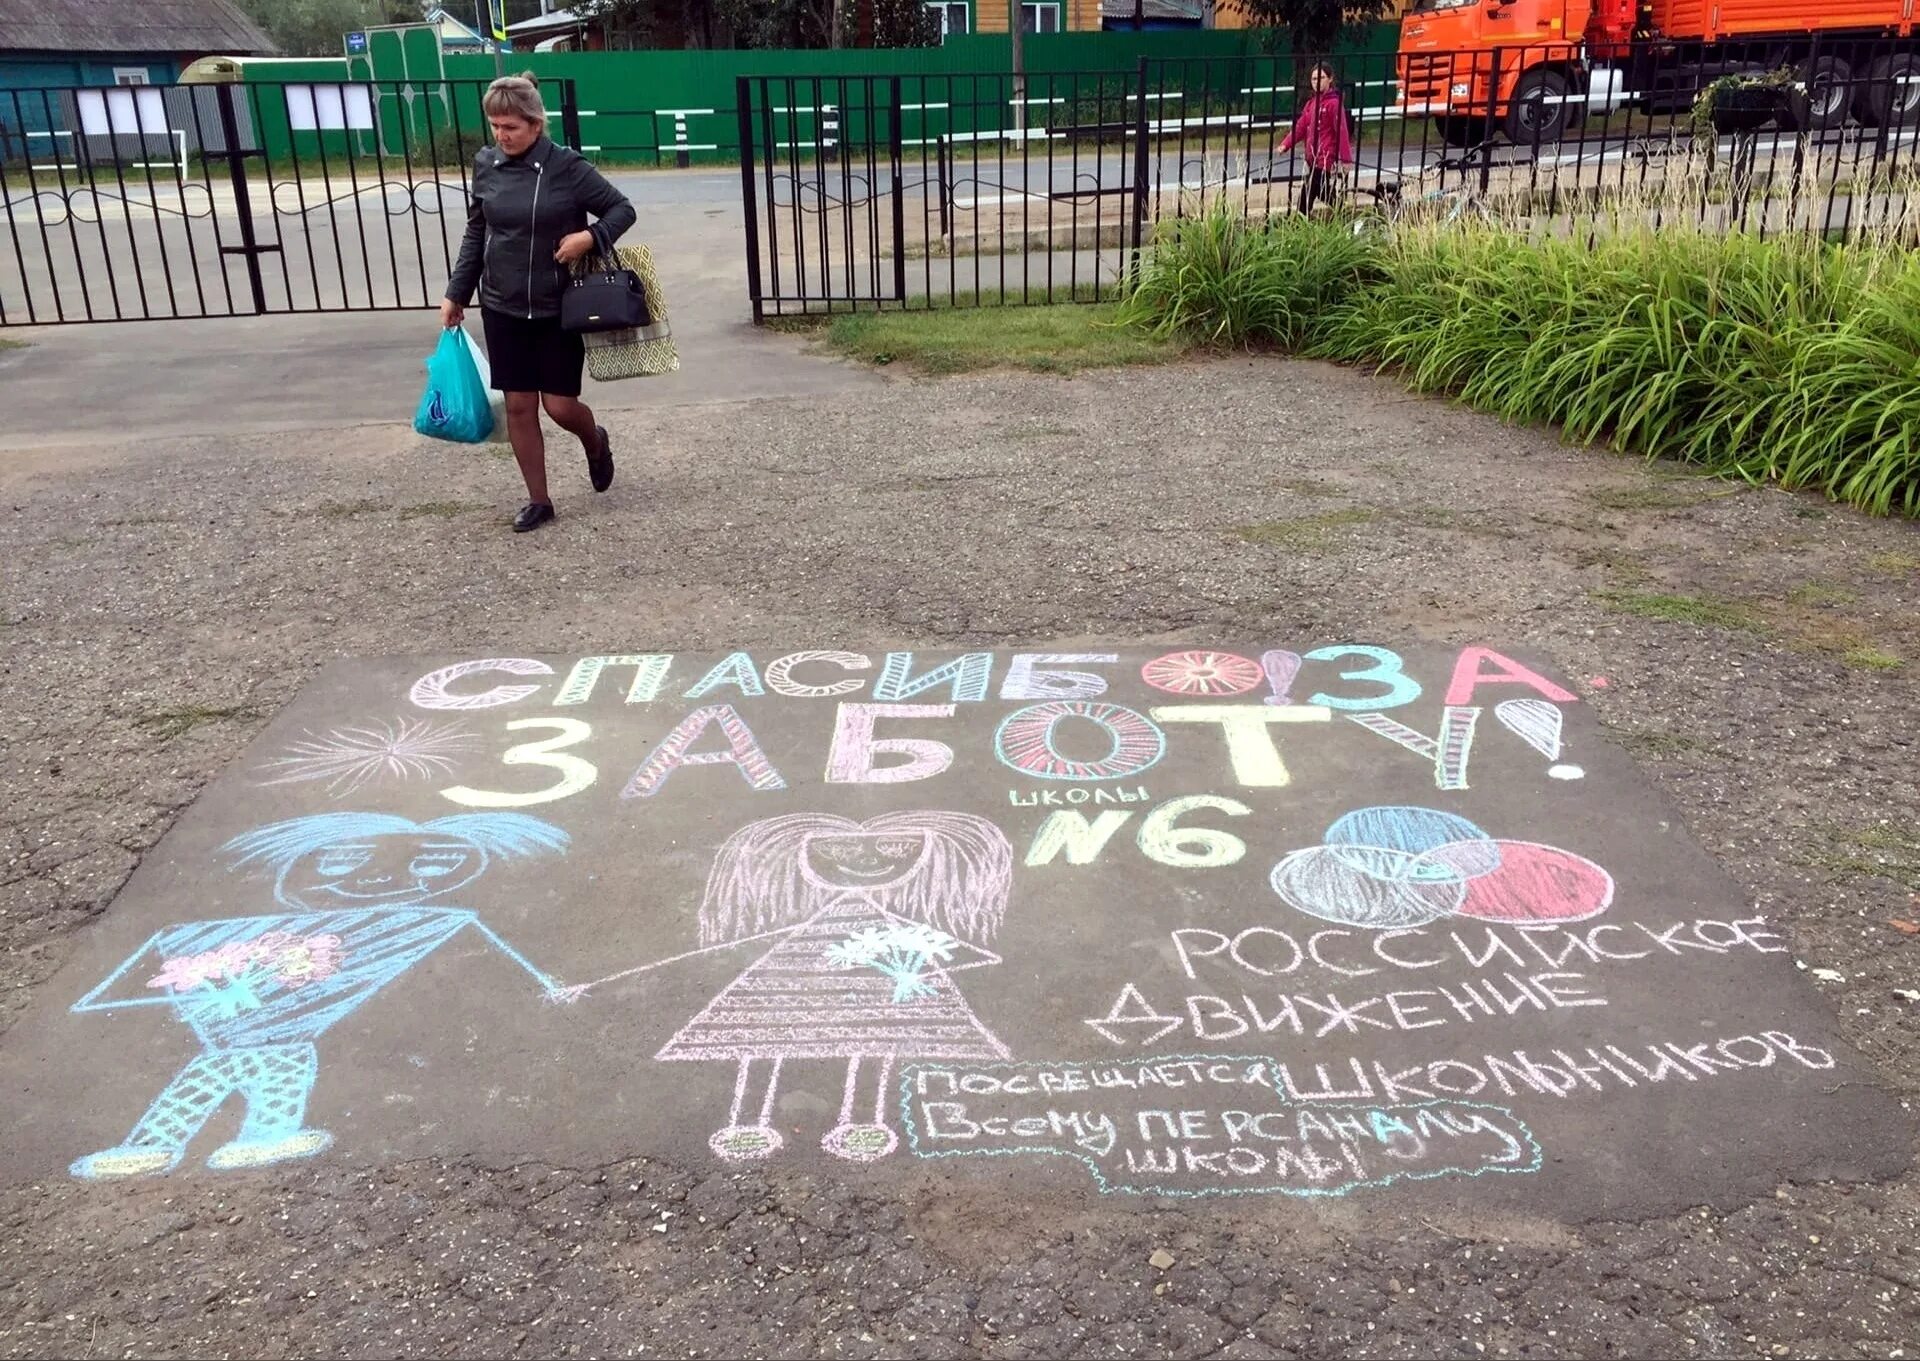 СПАСИБО! ЗА
ЗАБОТУ!
ШКОЛЫ
№6
РОССИЙСКОЕ
ДВИЖЕНИЕ
ШКОЛЬНИКОВ
ПОСВЕЩАЕТСЯ
Всему ПЕРСАНАЛУ
ШКОЛЫ